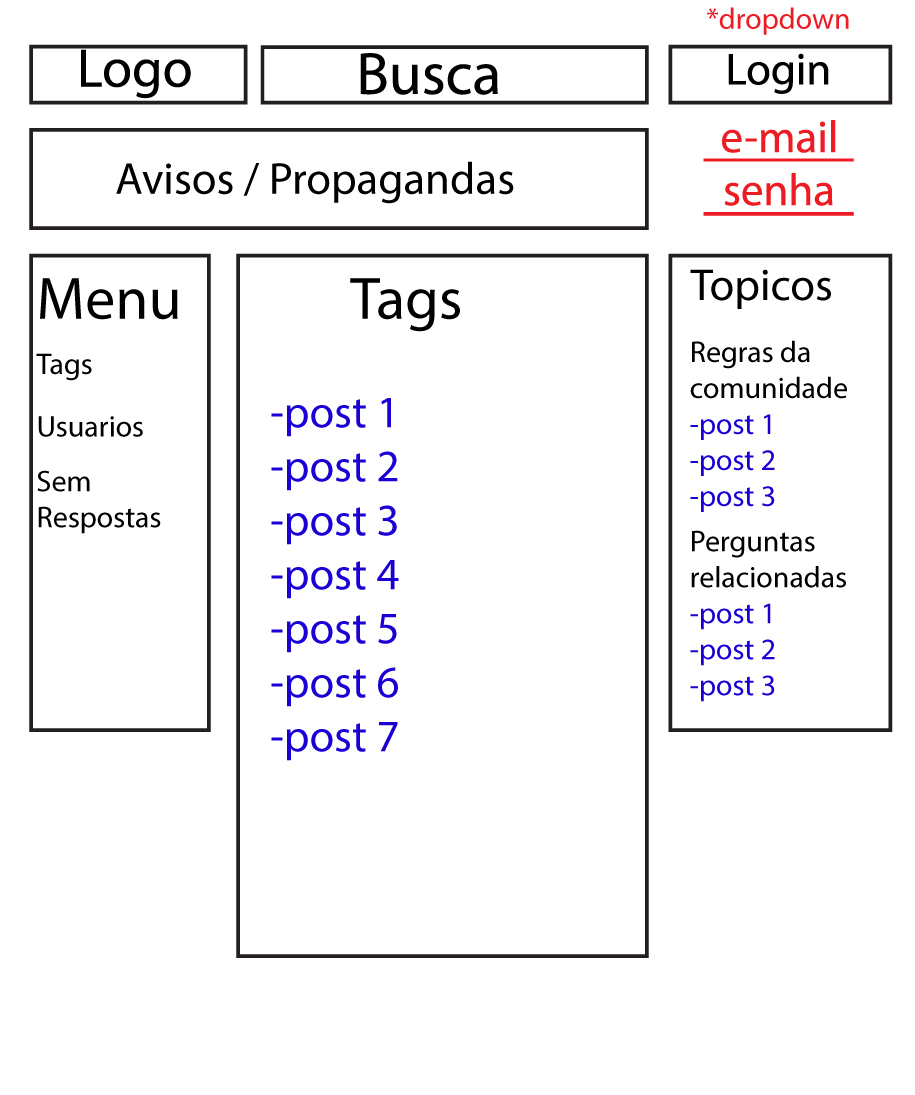 *dropdown
Logo
Busca
Login
Avisos / Propagandas
e-mail
senha
Menu
Tags
Usuarios
Sem
Respostas
Tags
-post 1
-post 2
-post 3
-post 4
-post 5
-post 6
-post 7
Topicos
Regras da
comunidade
-post 1
-post 2
-post 3
Perguntas
relacionadas
-post 1
-post 2
-post 3